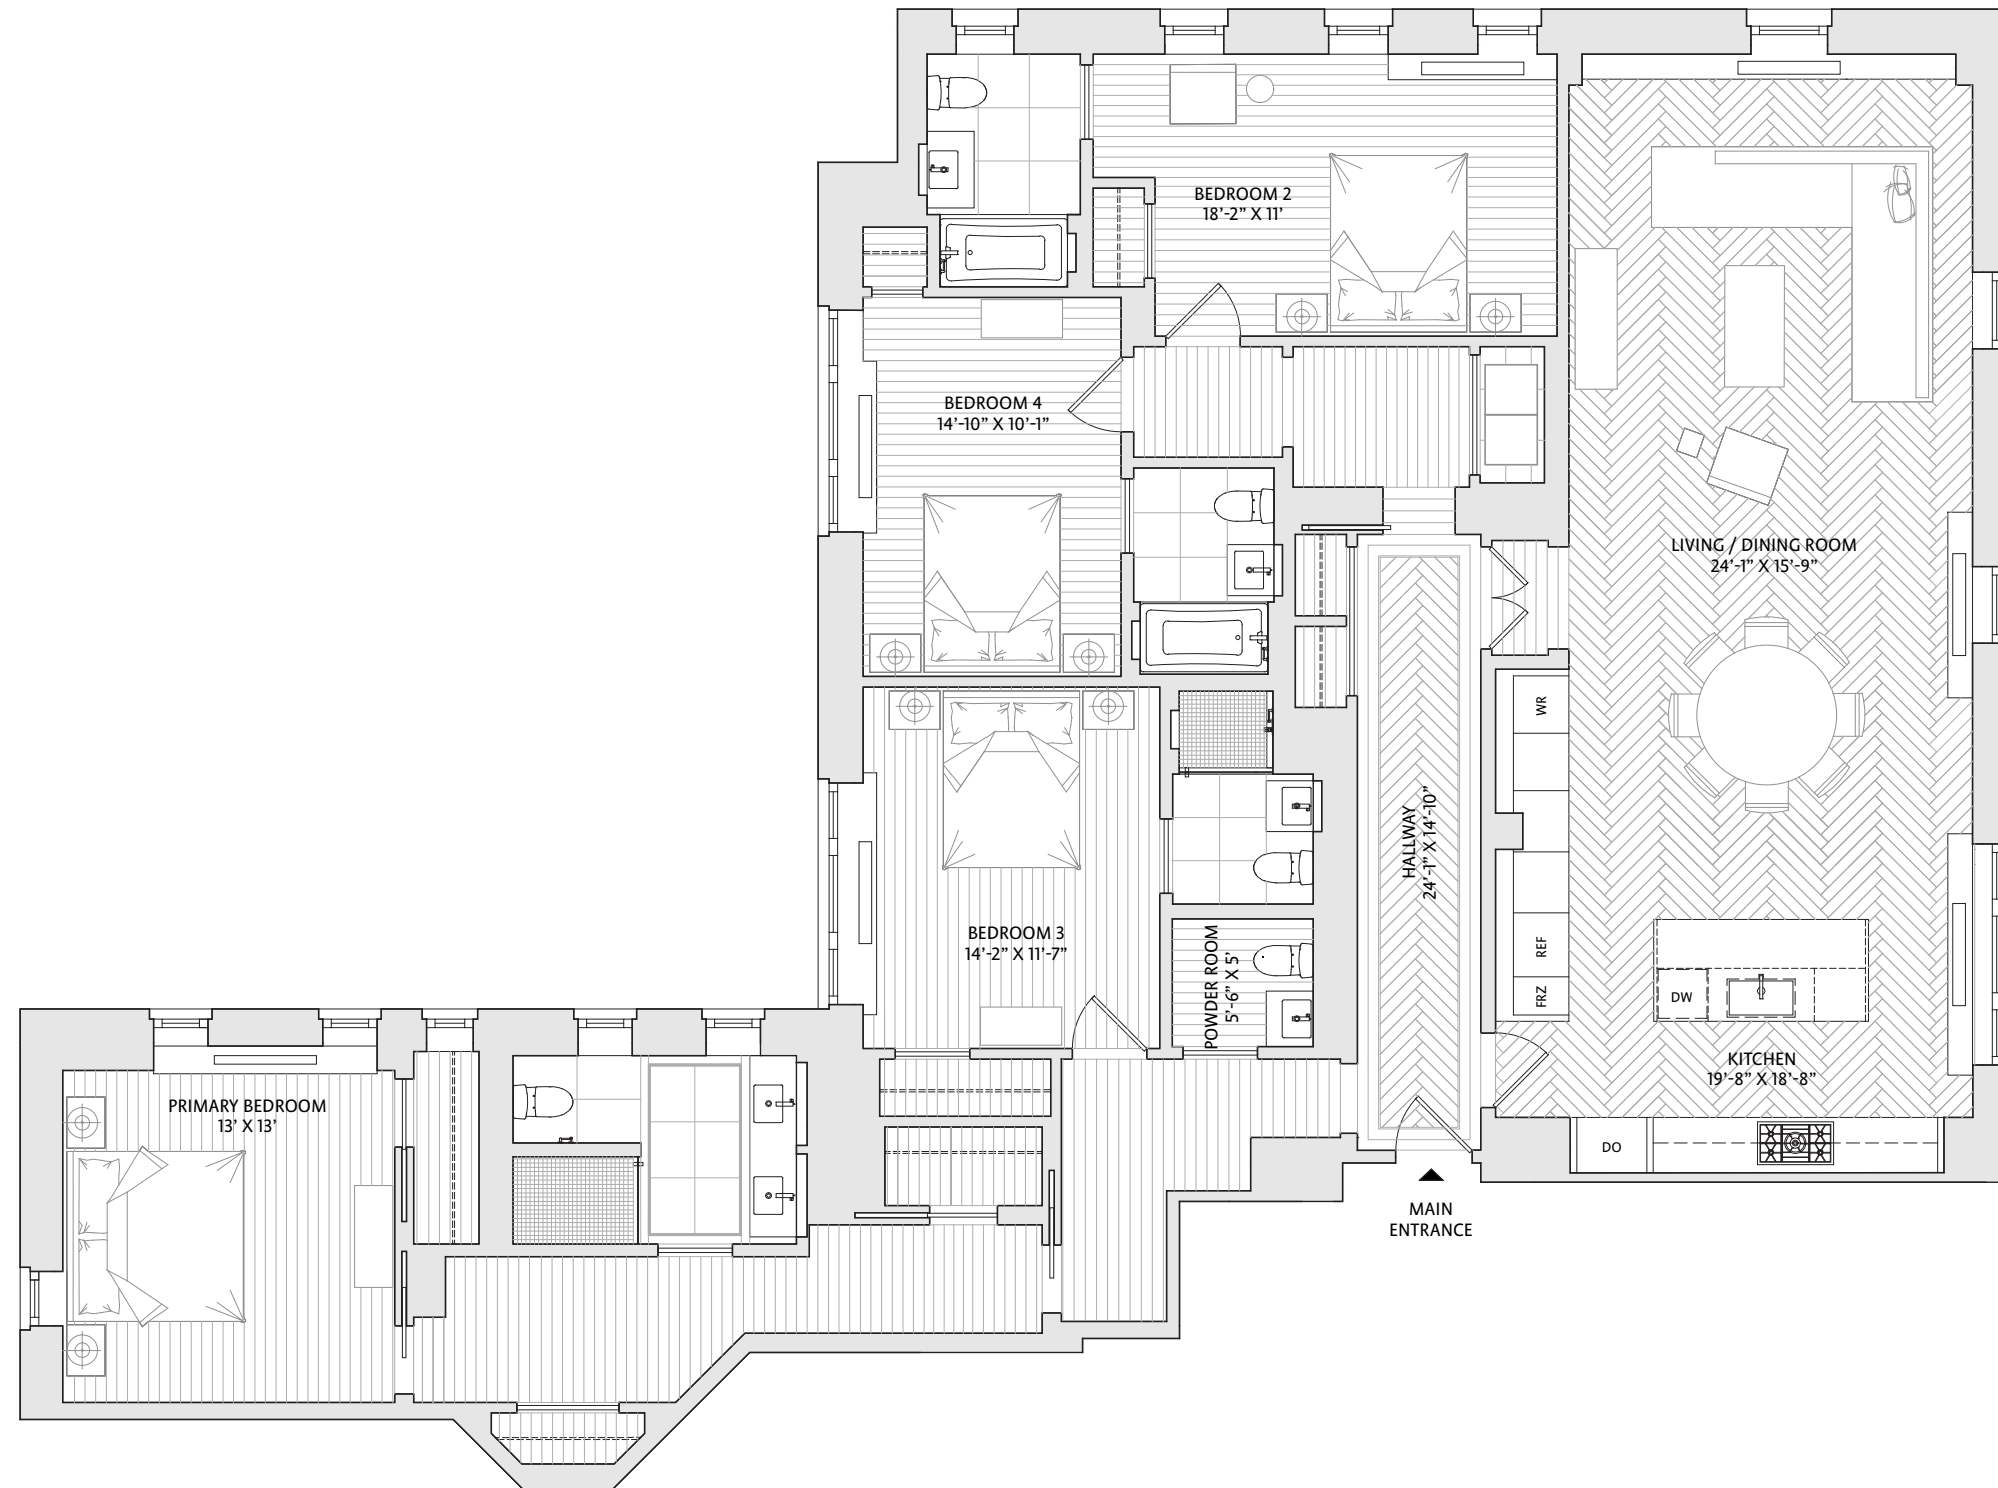 BEDROOM 2
18’-2” X 11’
BEDROOM 4
14’-10” X 10’-1”
LIVING / DINING ROOM
24’-1” X 15’-9”
WR
HALLWAY
24’-1” X 14’-10”
BEDROOM 3
14’-2” X 11’-7”
POWDER ROOM
5’-6” X 5’
REF
FRZ
DW
KITCHEN
19’-8” X 18’-8”
PRIMARY BEDROOM
13’ X 13’
DO
MAIN
ENTRANCE